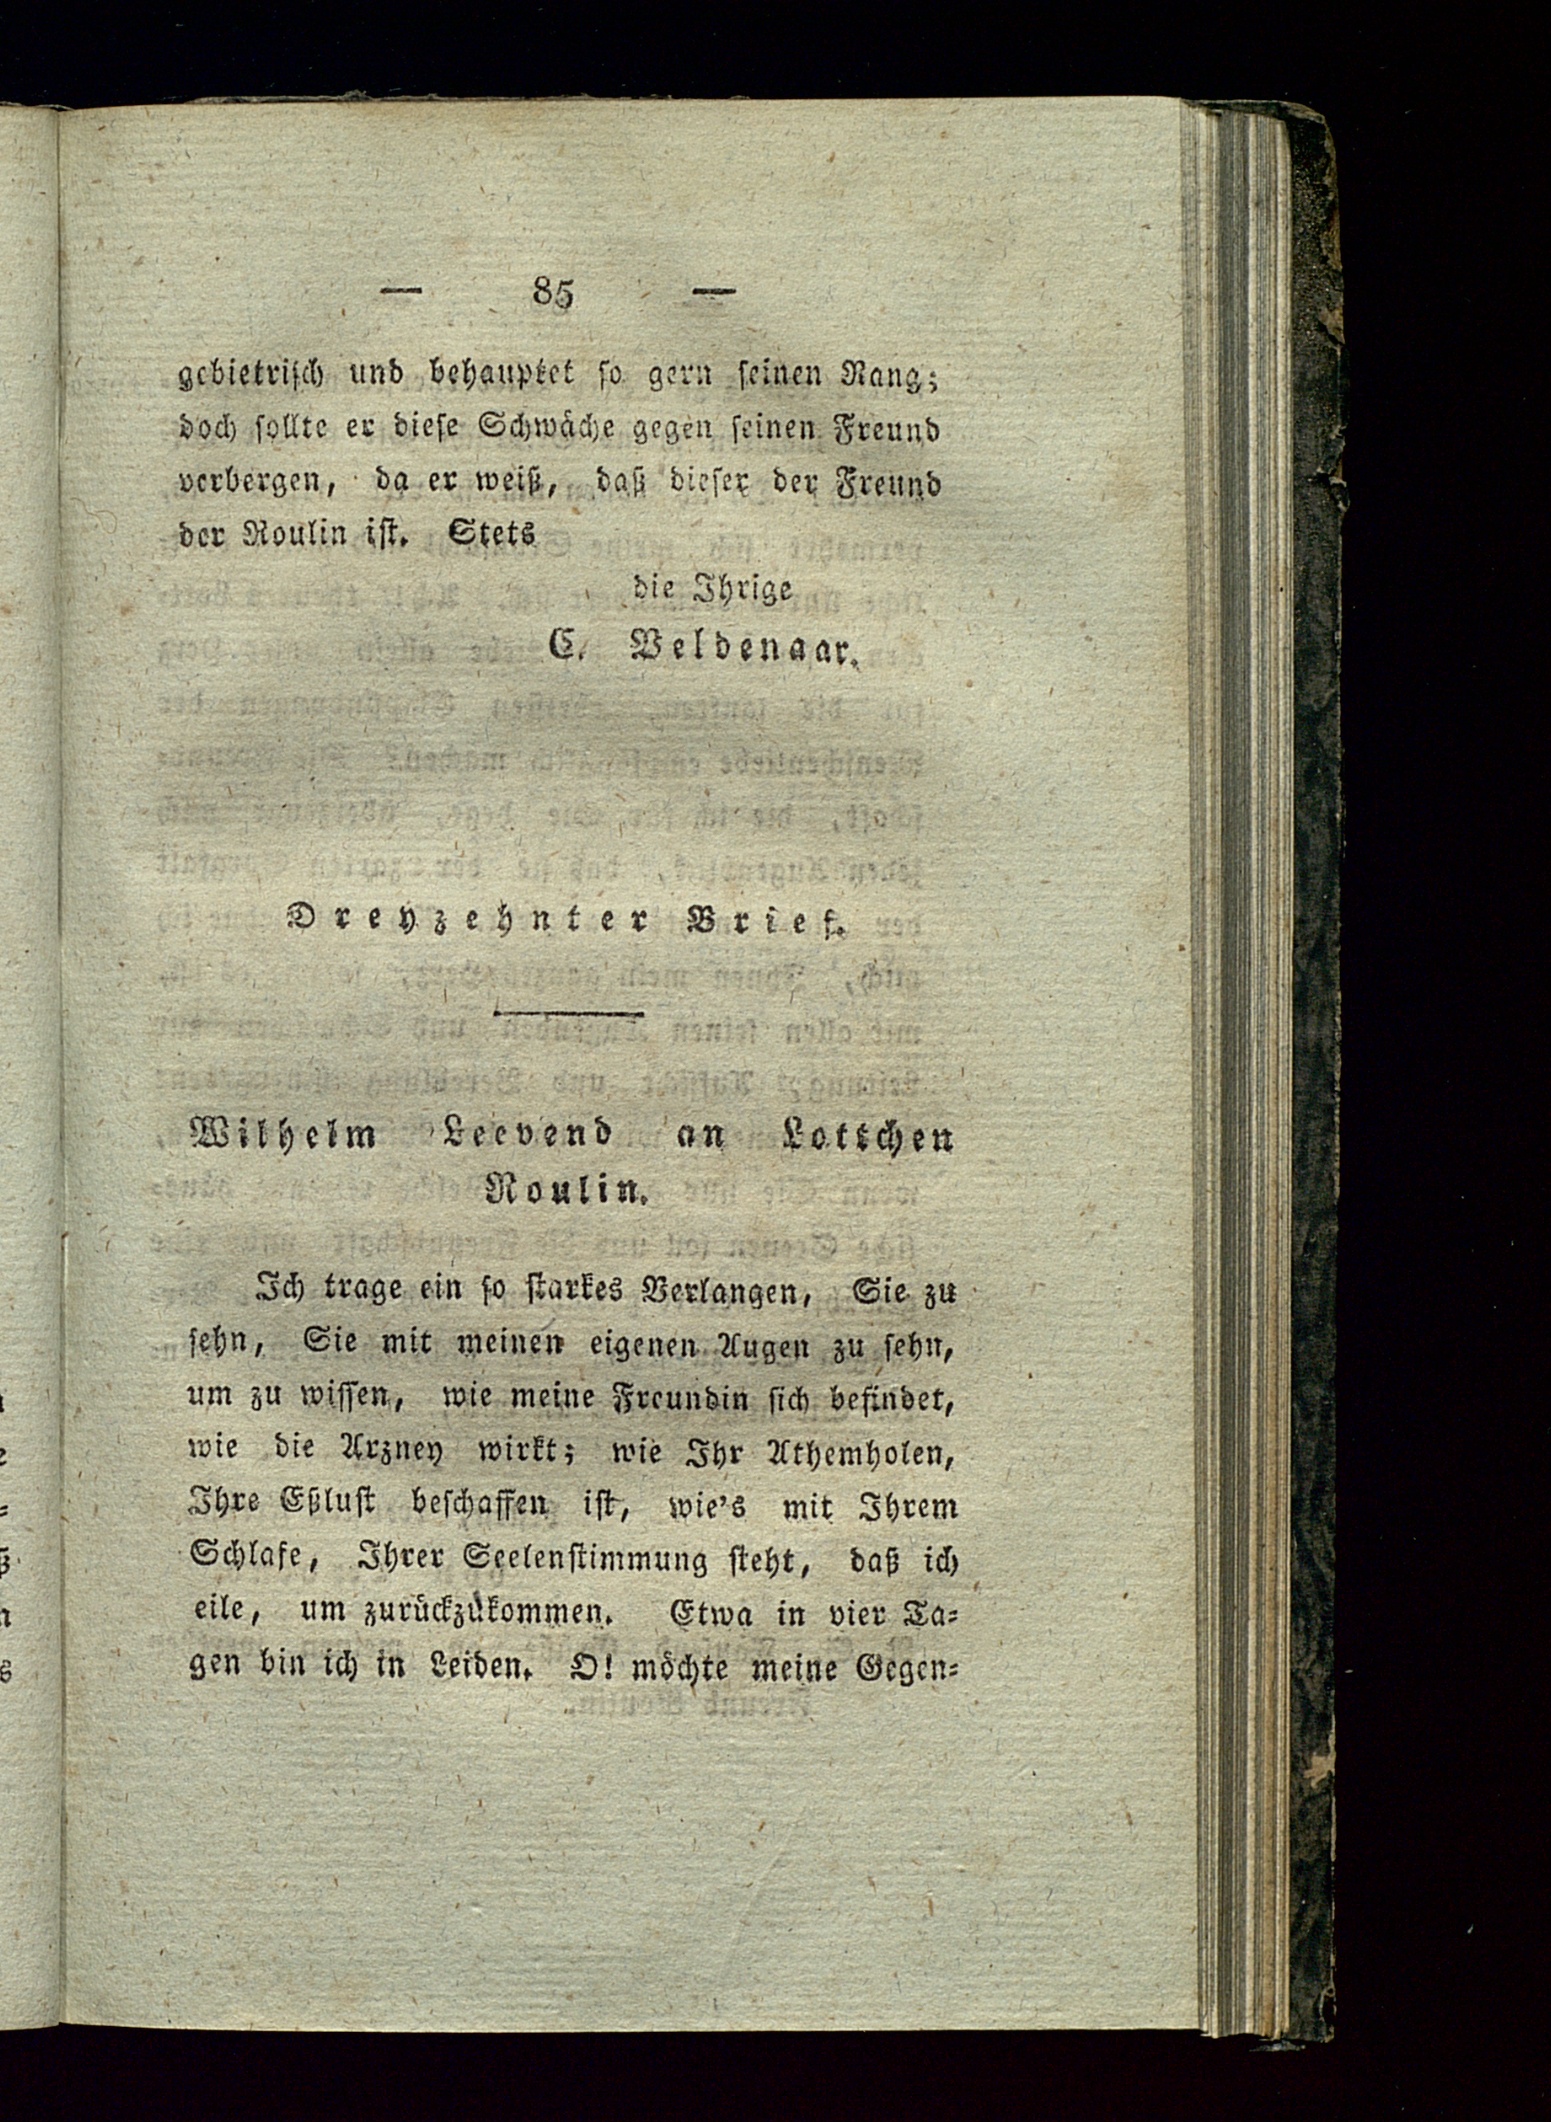 — 85 —
gebietrisch und behauptet so gern seinen Rang;
doch sollte er diese Schwäche gegen seinen Freund
verbergen, da er weiß, daß dieser der Freund
der Roulin ist. Stets
die Ihrige
C. Veldenaar.
Dreyzehnter Brief.
Wilhelm Leevend an Lottchen
Roulin.
Ich trage ein so starkes Verlangen, Sie zu
sehn, Sie mit meinen eigenen Augen zu sehn,
um zu wissen, wie meine Freundin sich befindet,
wie die Arzney wirkt; wie Ihr Athemholen,
Ihre Eßlust beschaffen ist, wie's mit Ihrem
Schlafe, Ihrer Seelenstimmung steht, daß ich
eile, um zurückzukommen. Etwa in vier Ta-
gen bin ich in Leiden. O! möchte meine Gegen-